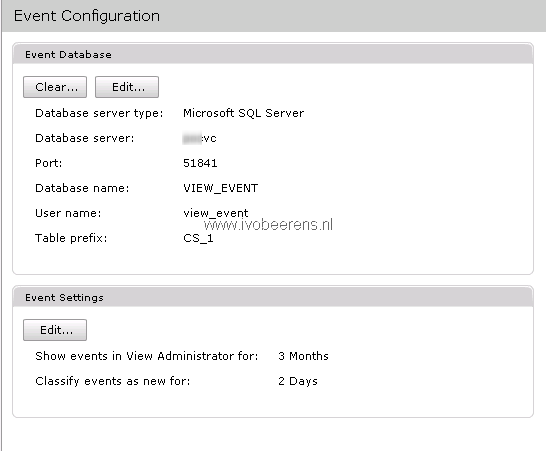 Event Configuration
Event Database
Clear... Edit...
Database server type: Microsoft SQL Server
Database server: vc
Port: 51841
Database name: VIEW_EVENT
User name: view_event
www.ivobeerens.nl
Table prefix: CS_1
Event Settings
Edit...
Show events in View Administrator for: 3 Months
Classify events as new for: 2 Days